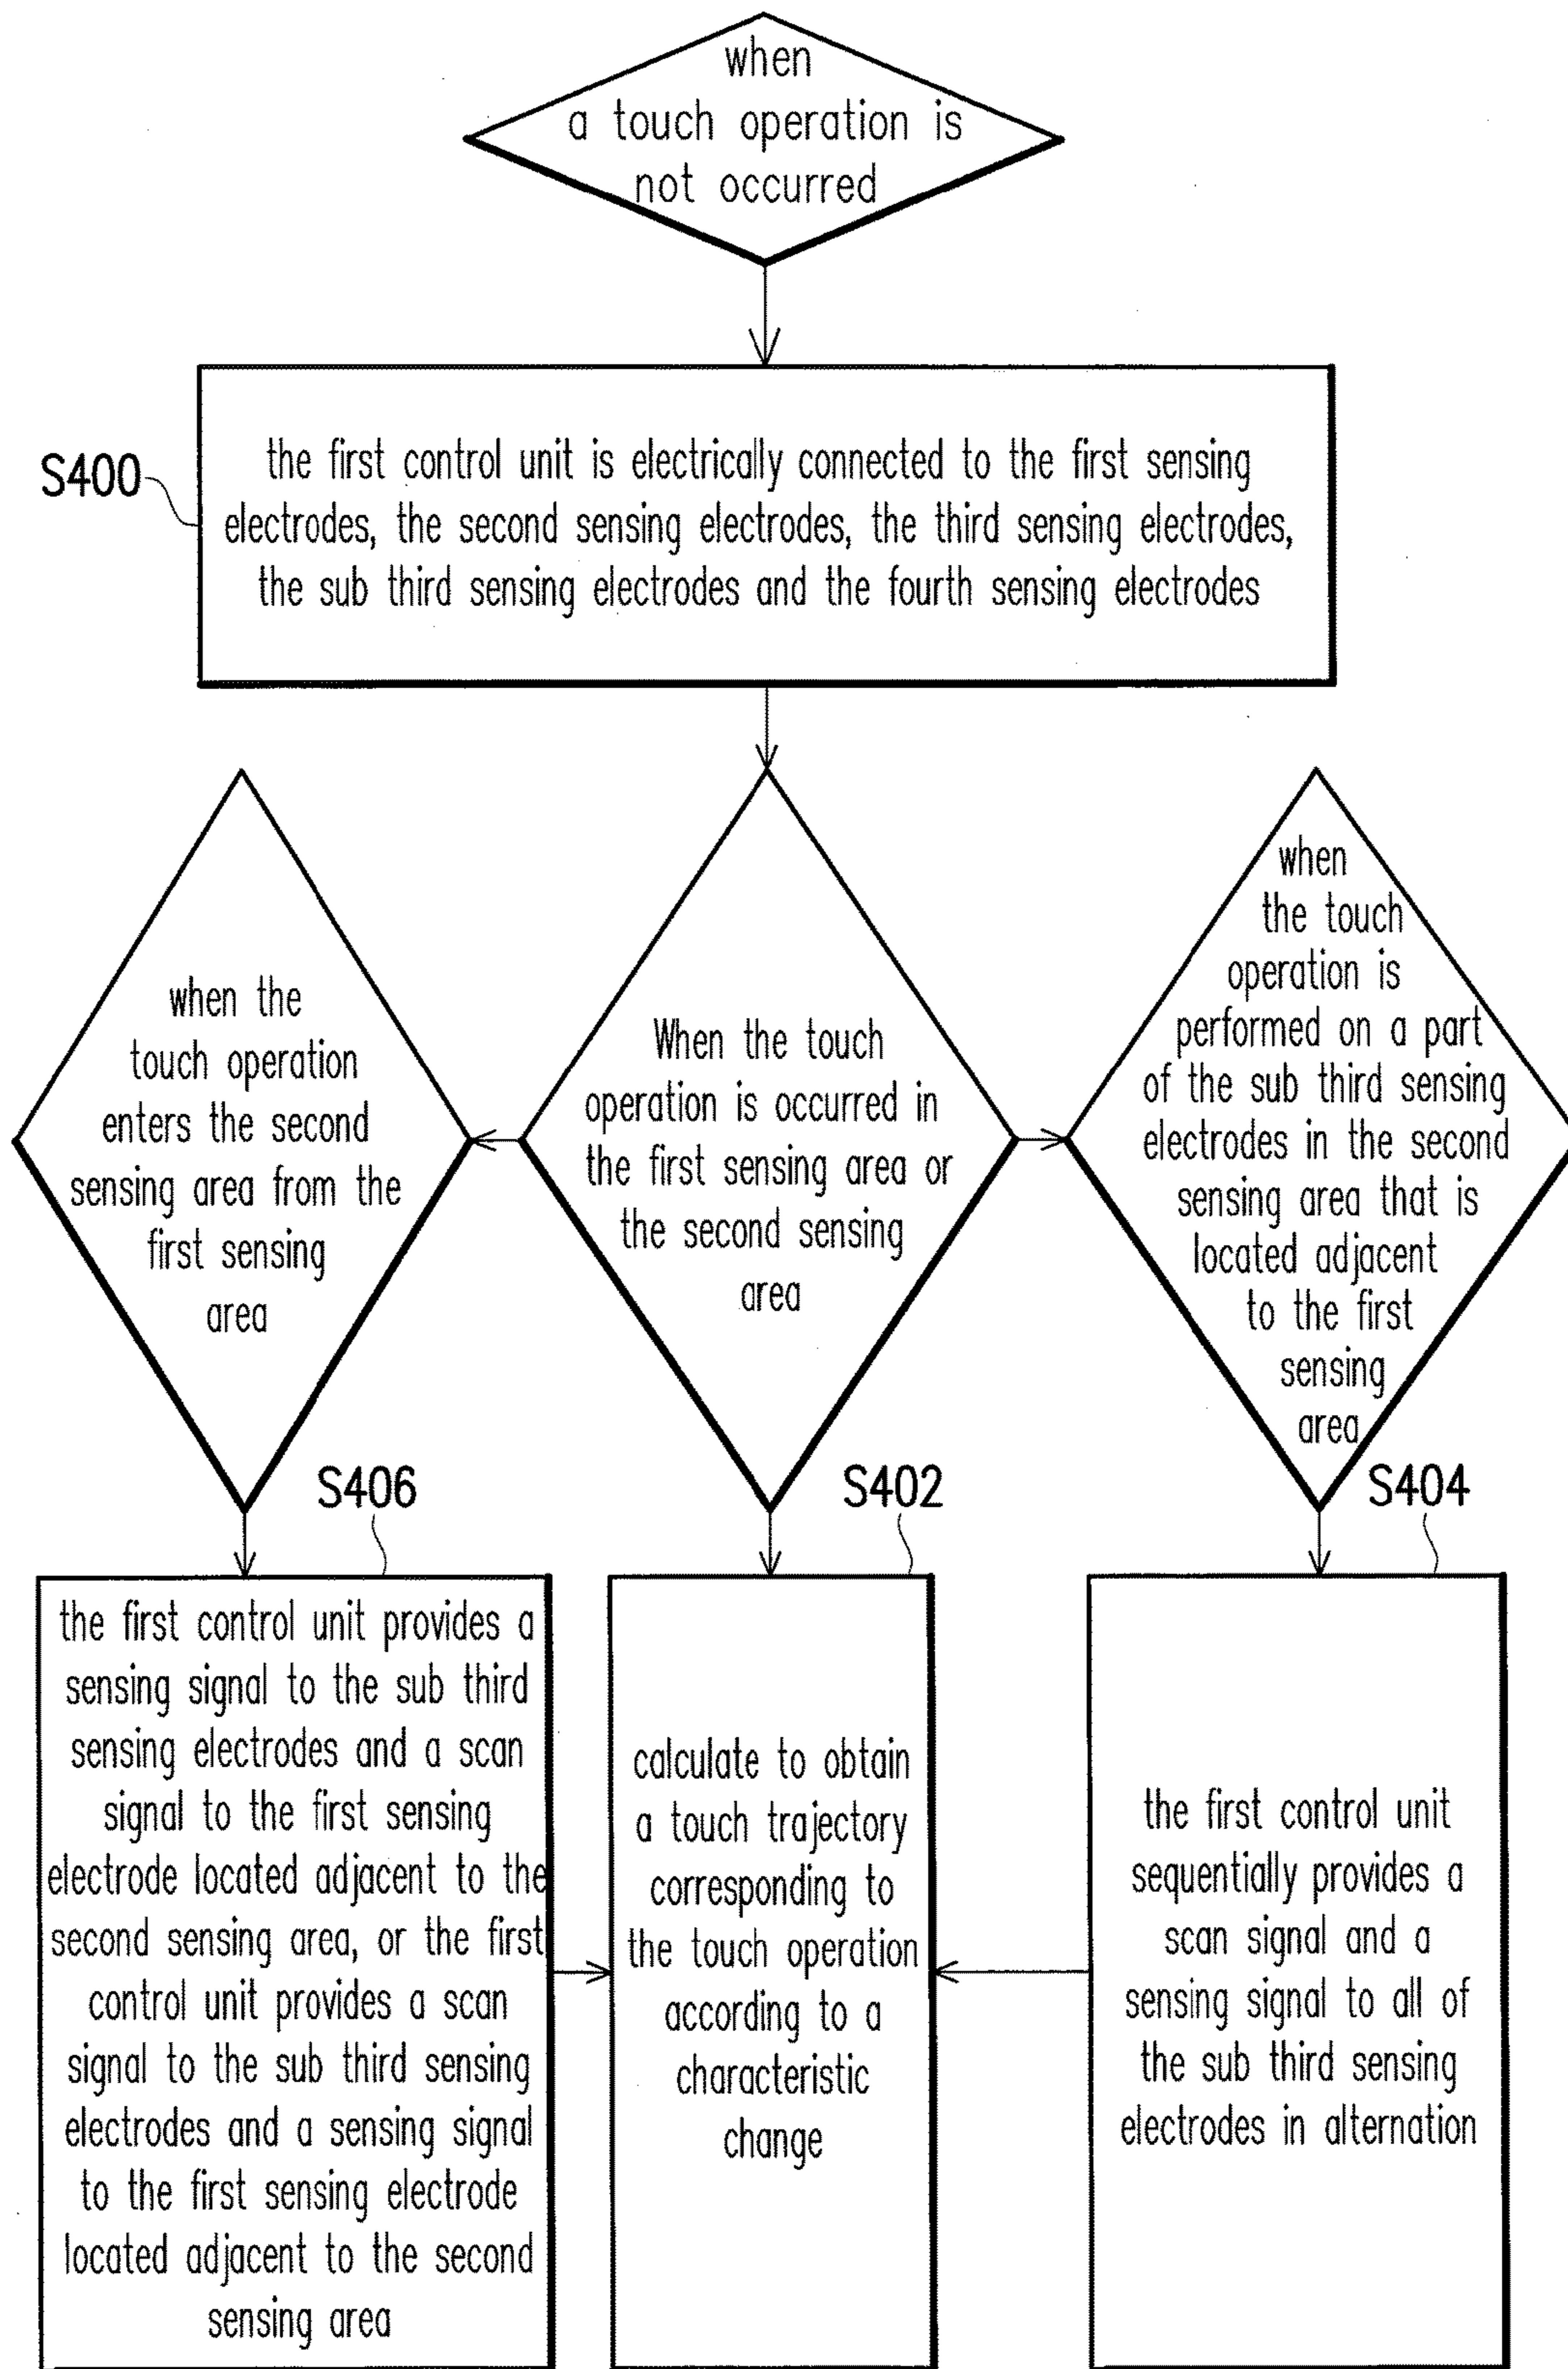 when
a touch operation is
not occurred
S400
the first control unit is electrically connected to the first sensing
electrodes, the second sensing electrodes, the third sensing electrodes,
the sub third sensing electrodes and the fourth sensing electrodes
when the
touch operation
enters the second
sensing area from the
first sensing
area
When the touch
operation is occurred in
the first sensing area or
the second sensing
area
when
the touch
operation is
performed on a part
of the sub third sensing
electrodes in the second
sensing area that is
located adjacent
to the first
sensing
area
S406
the first control unit provides a
sensing signal to the sub third
sensing electrodes and a scan
signal to the first sensing
electrode located adjacent to the
second sensing area, or the first
control unit provides a scan
signal to the sub third sensing
electrodes and a sensing signal
to the first sensing electrode
located adjacent to the second
sensing area
S402
calculate to obtain
a touch trajectory
corresponding to
the touch operation
according to a
characteristic
change
S404
the first control unit
sequentially provides a
scan signal and a
sensing signal to all of
the sub third sensing
electrodes in alternation